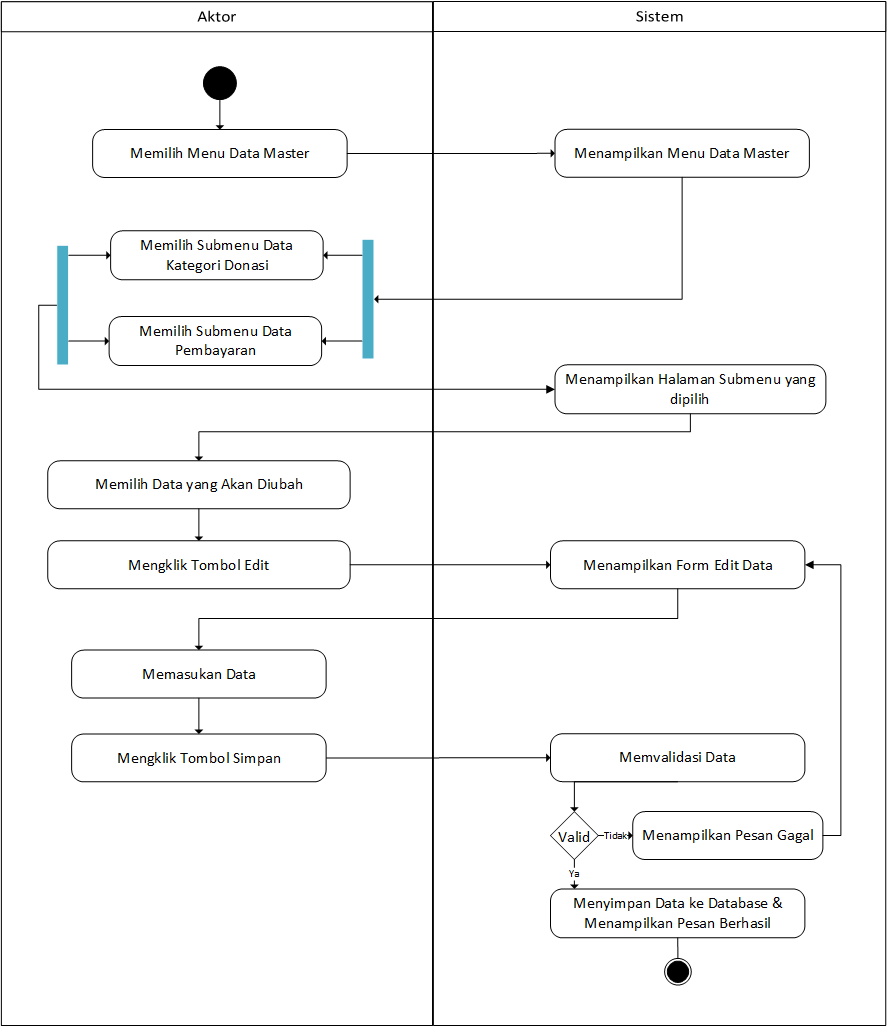 Aktor
Sistem
Memilih Menu Data Master
Menampilkan Menu Data Master
Memilih Submenu Data
Kategori Donasi
Memilih Submenu Data
Pembayaran
Menampilkan Halaman Submenu yang
dipilih
Memilih Data yang Akan Diubah
Mengklik Tombol Edit
Menampilkan Form Edit Data
Memasukan Data
Mengklik Tombol Simpan
Memvalidasi Data
Valid
Tidak
Menampilkan Pesan Gagal
Ya
Menyimpan Data ke Database &
Menampilkan Pesan Berhasil